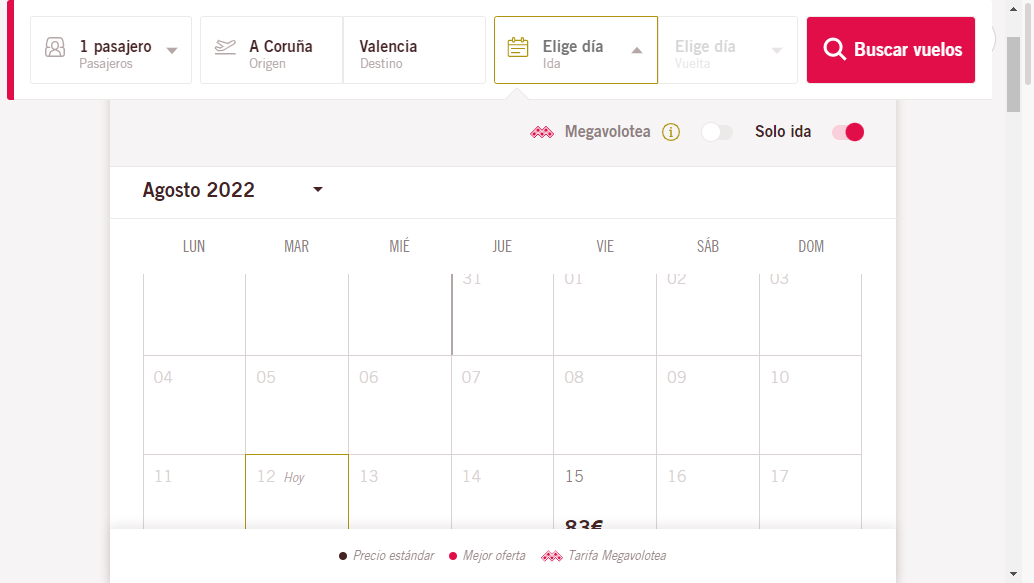 1 pasajero
Pasajeros
A Coruña
Origen
Valencia
Destino
Elige día
Ida
Elige día
Vuelta
Buscar vuelos
Megavolotea
Solo ida
Agosto 2022
LUN MAR MIÉ JUE VIE SÁB DOM
31 01 02 03
04 05 06 07 08 09 10
11 12 Hoy 13 14 15 16 17
83€
Precio estándar Mejor oferta Tarifa Megavolotea